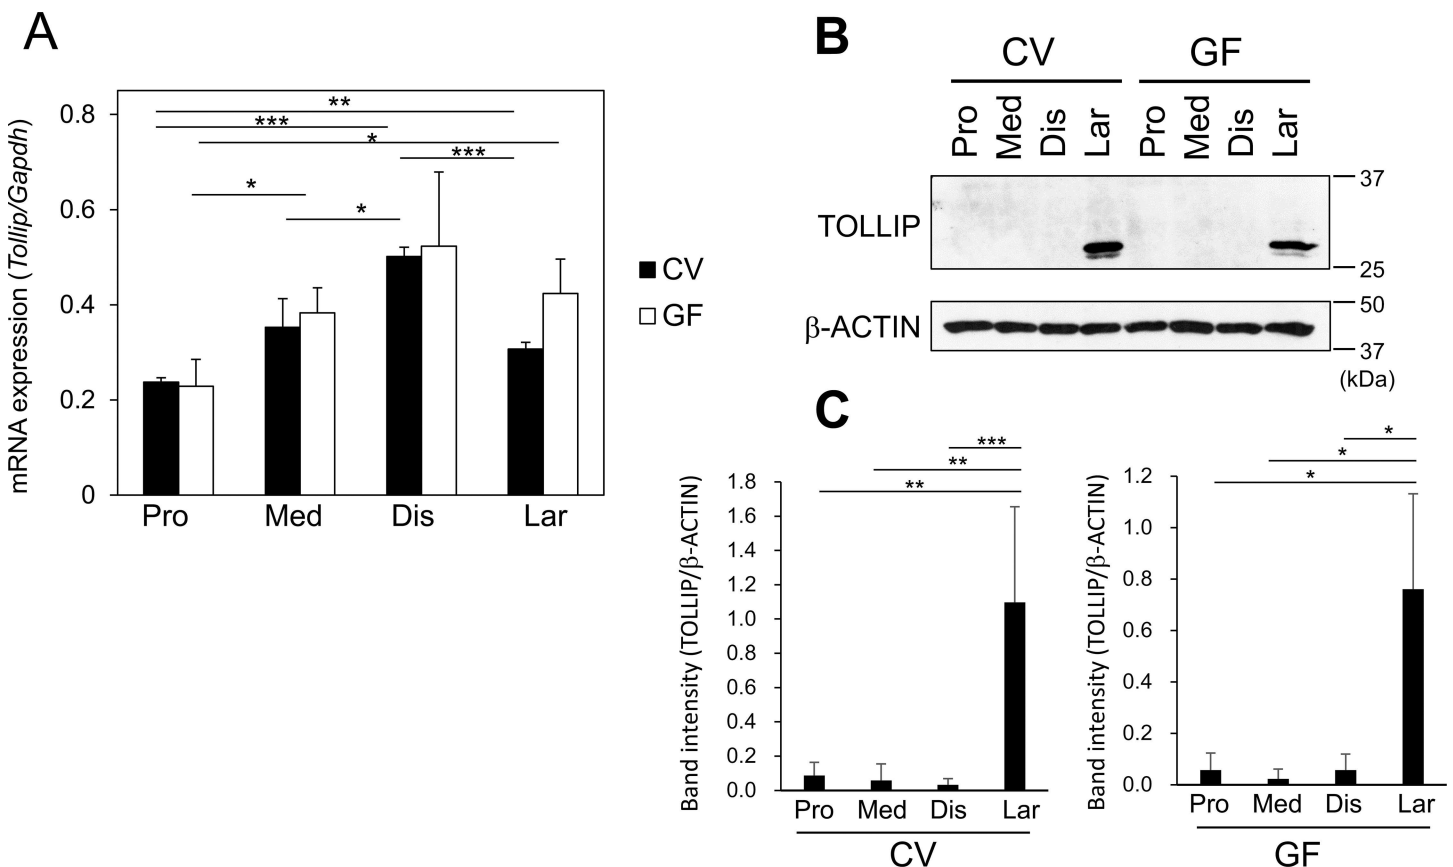 A
mRNA expression (Tollip/Gapdh)
0.8
0.6
0.4
0.2
0
**
***
*
***
*
*
Pro Med Dis Lar
CV
GF
B
CV GF
Pro Med Dis Lar Pro Med Dis Lar
TOLLIP
37
25
β-ACTIN
50
37
(kDa)
C
Band intensity (TOLLIP/β-ACTIN)
***
**
**
1.8
1.6
1.4
1.2
1.0
0.8
0.6
0.4
0.2
0.0
Pro Med Dis Lar
CV
Band intensity (TOLLIP/β-ACTIN)
*
*
*
1.2
1.0
0.8
0.6
0.4
0.2
0.0
Pro Med Dis Lar
GF